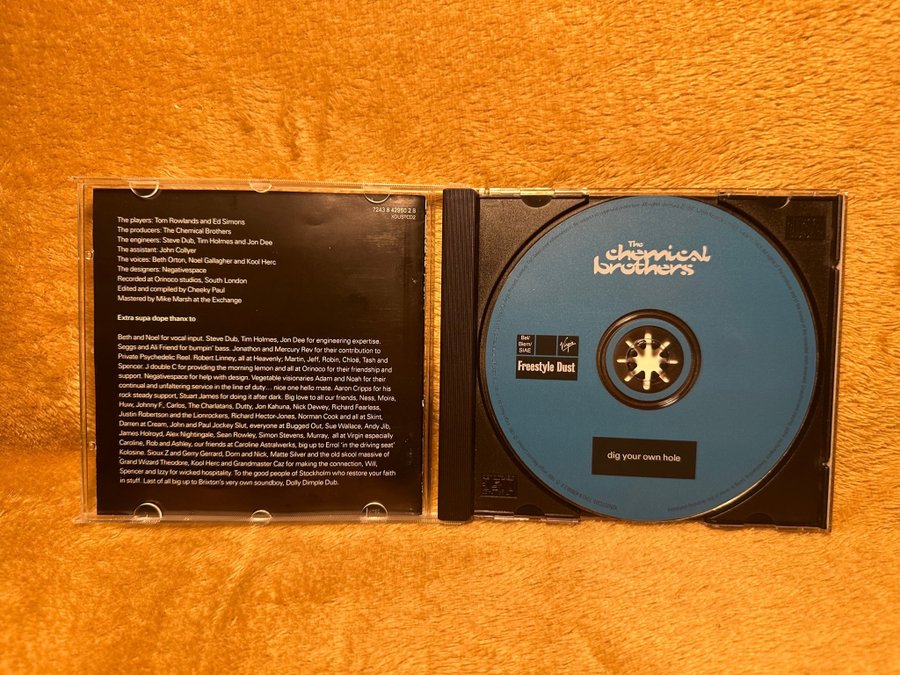 7243 8 42950 2 8
XDUSTCD2
The players: Tom Rowlands and Ed Simons
The producers: The Chemical Brothers
The engineers: Steve Dub, Tim Holmes and Jon Dee
The assistant: John Collyer
The voices: Beth Orton, Noel Gallagher and Kool Herc
The designers: Negativespace
Recorded at Orinoco studios, South London
Edited and compiled by Cheeky Paul
Mastered by Mike Marsh at the Exchange
Extra supa dope thanx to
Beth and Noel for vocal input. Steve Dub, Tim Holmes, Jon Dee for engineering expertise.
Seggs and Ali Friend for bumpin' bass. Jonathon and Mercury Rev for their contribution to
Private Psychedelic Reel. Robert Linney, all at Heavenly; Martin, Jeff, Robin, Chloë, Tash and
Spencer. J double C for providing the morning lemon and all at Orinoco for their friendship and
support. Negativespace for help with design. Vegetable visionaries Adam and Noah for their
continual and unfaltering service in the line of duty... nice one hello mate. Aaron Cripps for his
rock steady support, Stuart James for doing it after dark. Big love to all our friends, Ness, Moira,
Huw, Johnny F., Carlos, The Charlatans, Dutty, Jon Kahuna, Nick Dewey, Richard Fearless,
Justin Robertson and the Lionrockers, Richard Hector-Jones, Norman Cook and all at Skint,
Darren at Cream, John and Paul Jockey Slut, everyone at Bugged Out, Sue Wallace, Andy Jib,
James Holroyd, Alex Nightingale, Sean Rowley, Simon Stevens, Murray, all at Virgin especially
Caroline, Rob and Ashley, our friends at Caroline Astralwerks, big up to Errol 'in the driving seat'
Kolosine. Sioux Z and Gerry Gerrard, Dom and Nick, Matte Silver and the old skool massive of
Grand Wizard Theodore, Kool Herc and Grandmaster Caz for making the connection, Will,
Spencer and Izzy for wicked hospitality. To the good people of Stockholm who restore your faith
in stuff. Last of all big up to Brixton's very own soundboy, Dolly Dimple Dub.
The
chemical
brothers
Bel/
Biem/
SIAE
Virgin
Freestyle Dust
dig your own hole